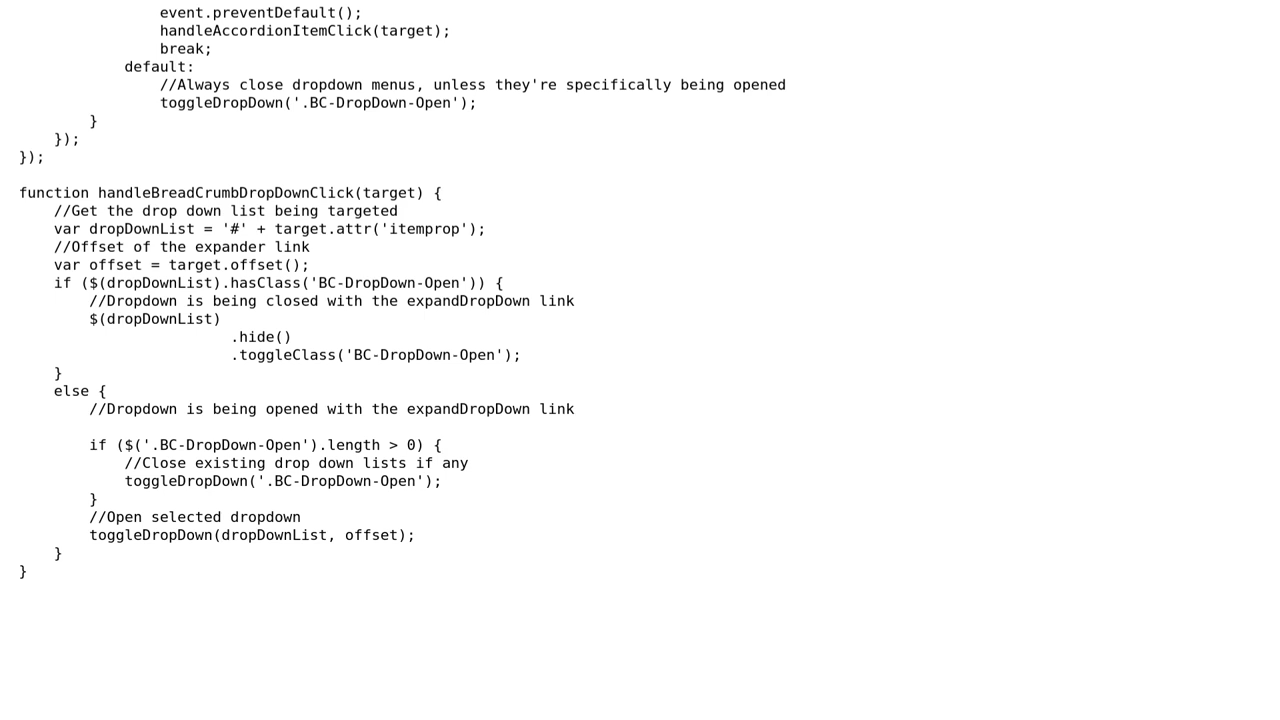 event.preventDefault();
                handleAccordionItemClick(target);
                break;
            default:
                //Always close dropdown menus, unless they're specifically being opened
                toggleDropDown('.BC-DropDown-Open');
        }
    });
});

function handleBreadCrumbDropDownClick(target) {
    //Get the drop down list being targeted
    var dropDownList = '#' + target.attr('itemprop');
    //Offset of the expander link
    var offset = target.offset();
    if ($(dropDownList).hasClass('BC-DropDown-Open')) {
        //Dropdown is being closed with the expandDropDown link
        $(dropDownList)
                        .hide()
                        .toggleClass('BC-DropDown-Open');
    }
    else {
        //Dropdown is being opened with the expandDropDown link

        if ($('.BC-DropDown-Open').length > 0) {
            //Close existing drop down lists if any
            toggleDropDown('.BC-DropDown-Open');
        }
        //Open selected dropdown
        toggleDropDown(dropDownList, offset);
    }
}